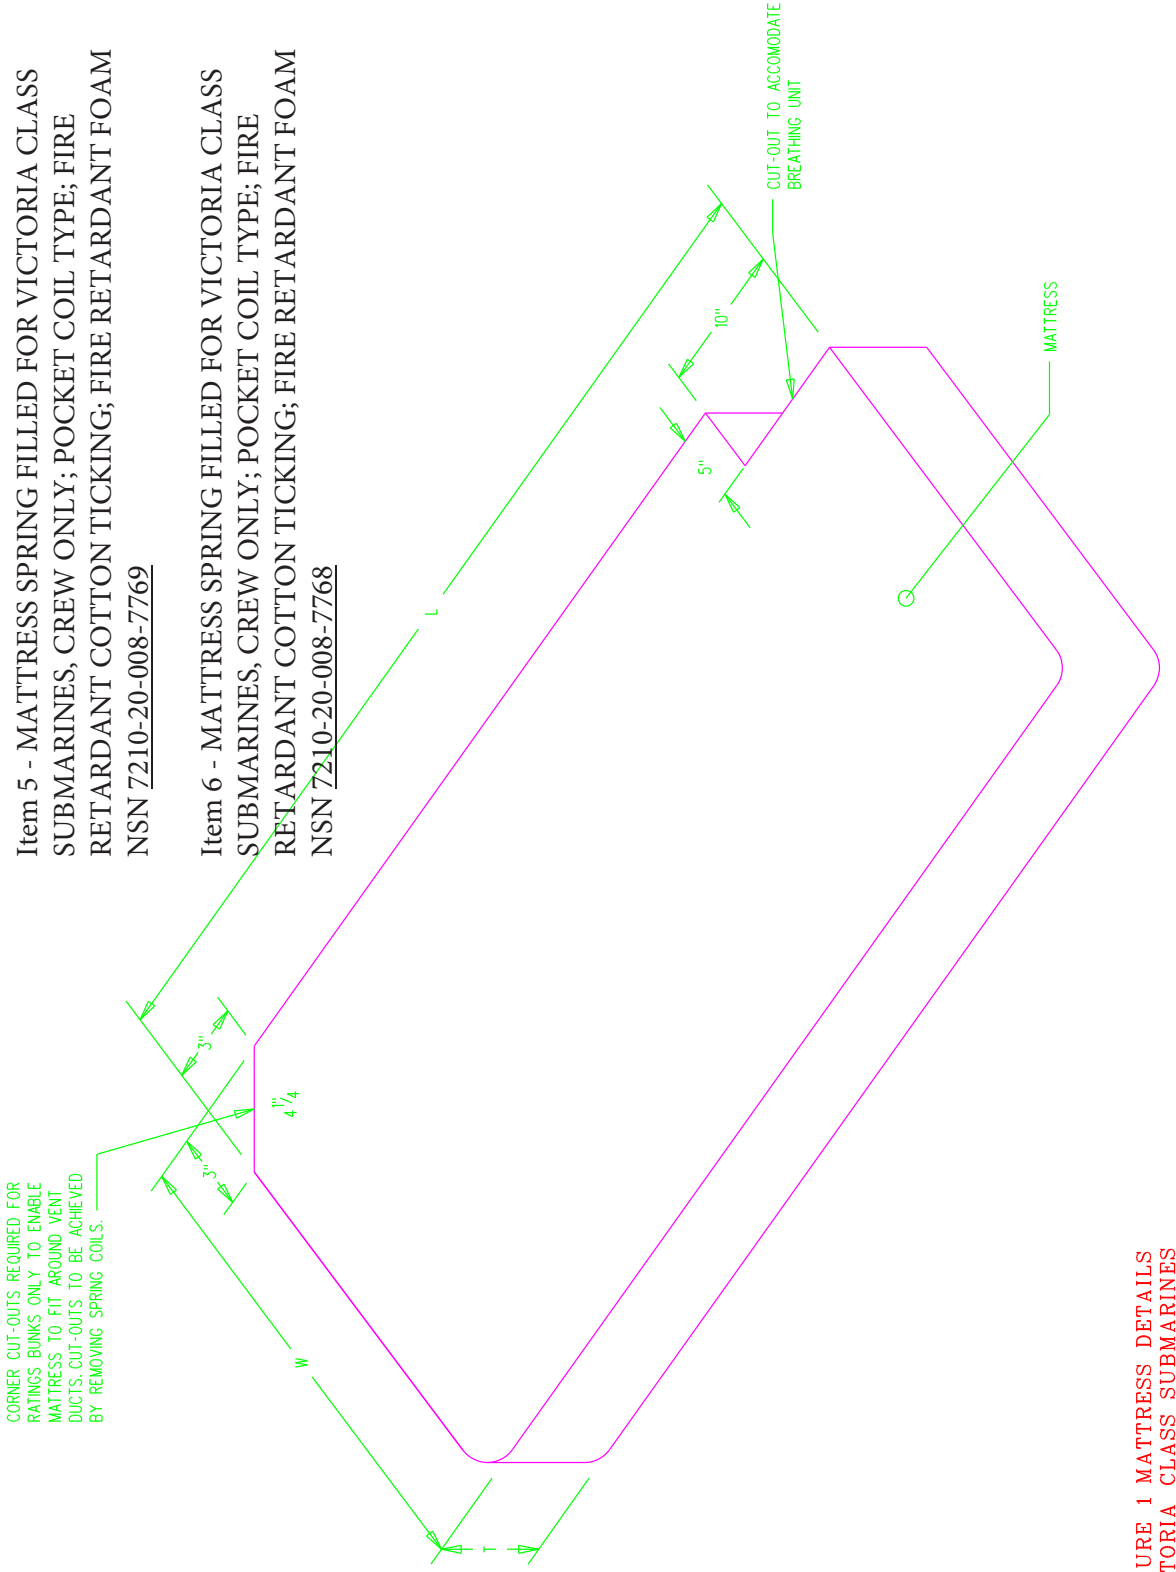 Item 5 - MATTRESS SPRING FILLED FOR VICTORIA CLASS
SUBMARINES, CREW ONLY; POCKET COIL TYPE; FIRE
RETARDANT COTTON TICKING; FIRE RETARDANT FOAM
NSN 7210-20-008-7769
Item 6 - MATTRESS SPRING FILLED FOR VICTORIA CLASS
SUBMARINES, CREW ONLY; POCKET COIL TYPE; FIRE
RETARDANT COTTON TICKING; FIRE RETARDANT FOAM
NSN 7210-20-008-7768
CORNER CUT-OUTS REQUIRED FOR
RATINGS BUNKS ONLY TO ENABLE
MATTRESS TO FIT AROUND VENT
DUCTS. CUT-OUTS TO BE ACHIEVED
BY REMOVING SPRING COILS.
W
3"
3"
4 1/4"
L
T
5"
10"
CUT-OUT TO ACCOMODATE
BREATHING UNIT
MATTRESS
URE 1 MATTRESS DETAILS
TORIA CLASS SUBMARINES